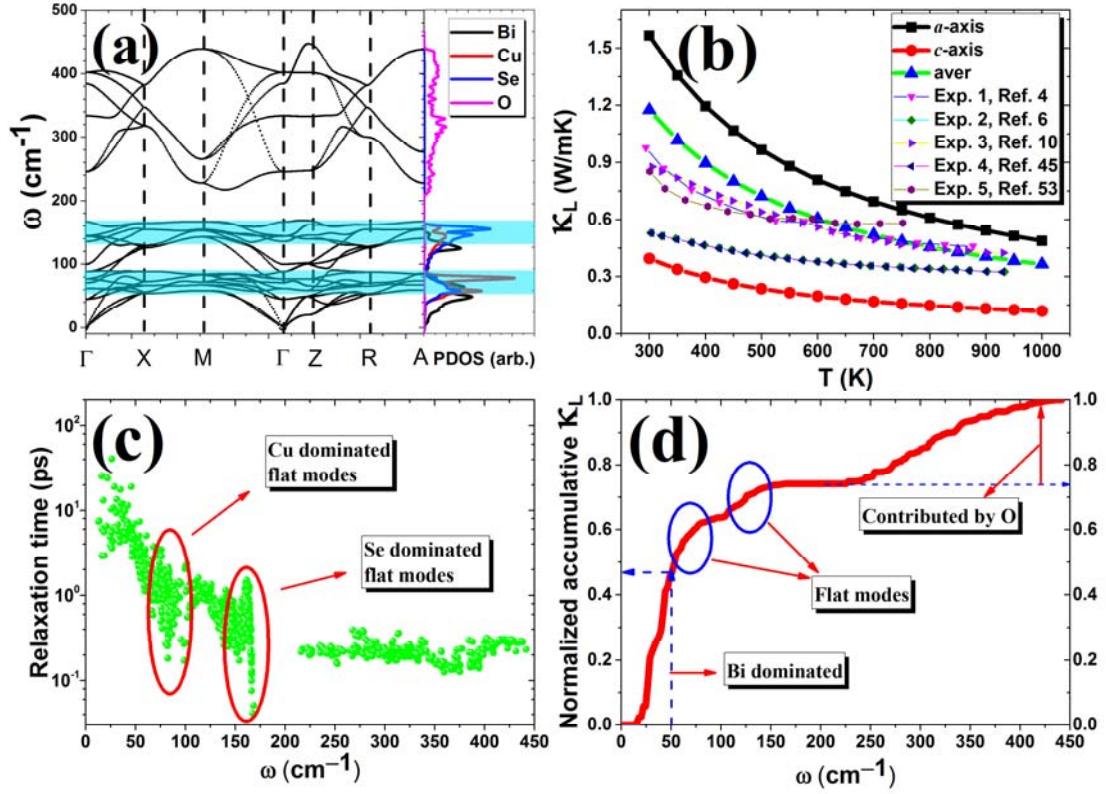 (a)
Bi
Cu
Se
O
400
300
200
100
0
ω (cm⁻¹)
Γ X M Γ Z R A PDOS (arb.)
(b)
a-axis
c-axis
aver
Exp. 1, Ref. 4
Exp. 2, Ref. 6
Exp. 3, Ref. 10
Exp. 4, Ref. 45
Exp. 5, Ref. 53
1.5
1.2
0.9
0.6
0.3
0.0
κL (W/mK)
300 400 500 600 700 800 900 1000
T (K)
(c)
Cu dominated
flat modes
Se dominated
flat modes
10²
10¹
10⁰
10⁻¹
Relaxation time (ps)
0 50 100 150 200 250 300 350 400 450
ω (cm⁻¹)
(d)
1.0
0.8
0.6
0.4
0.2
0.0
Normalized accumulative κL
Contributed by O
Flat modes
Bi dominated
1.0
0.8
0.6
0.4
0.2
0.0
0 50 100 150 200 250 300 350 400 450
ω (cm⁻¹)